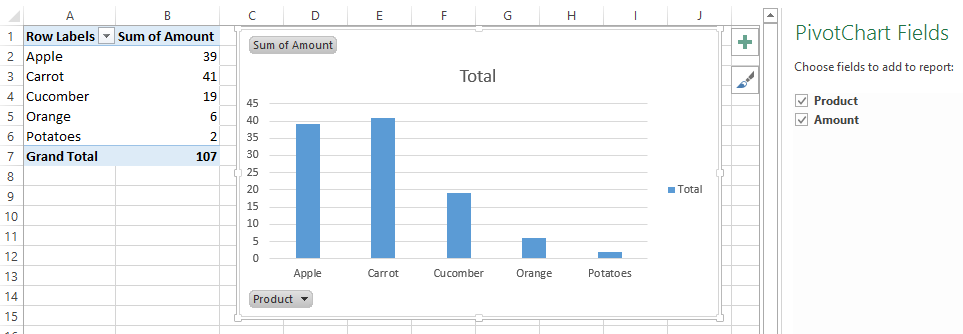 A B C D E F G H I J
1 Row Labels Sum of Amount
2 Apple 39
3 Carrot 41
4 Cucomber 19
5 Orange 6
6 Potatoes 2
7 Grand Total 107
8
9
10
11
12
13
14
15
Sum of Amount
Total
45
40
35
30
25
20
15
10
5
0
Apple Carrot Cucomber Orange Potatoes
Total
Product
PivotChart Fields
Choose fields to add to report:
Product
Amount